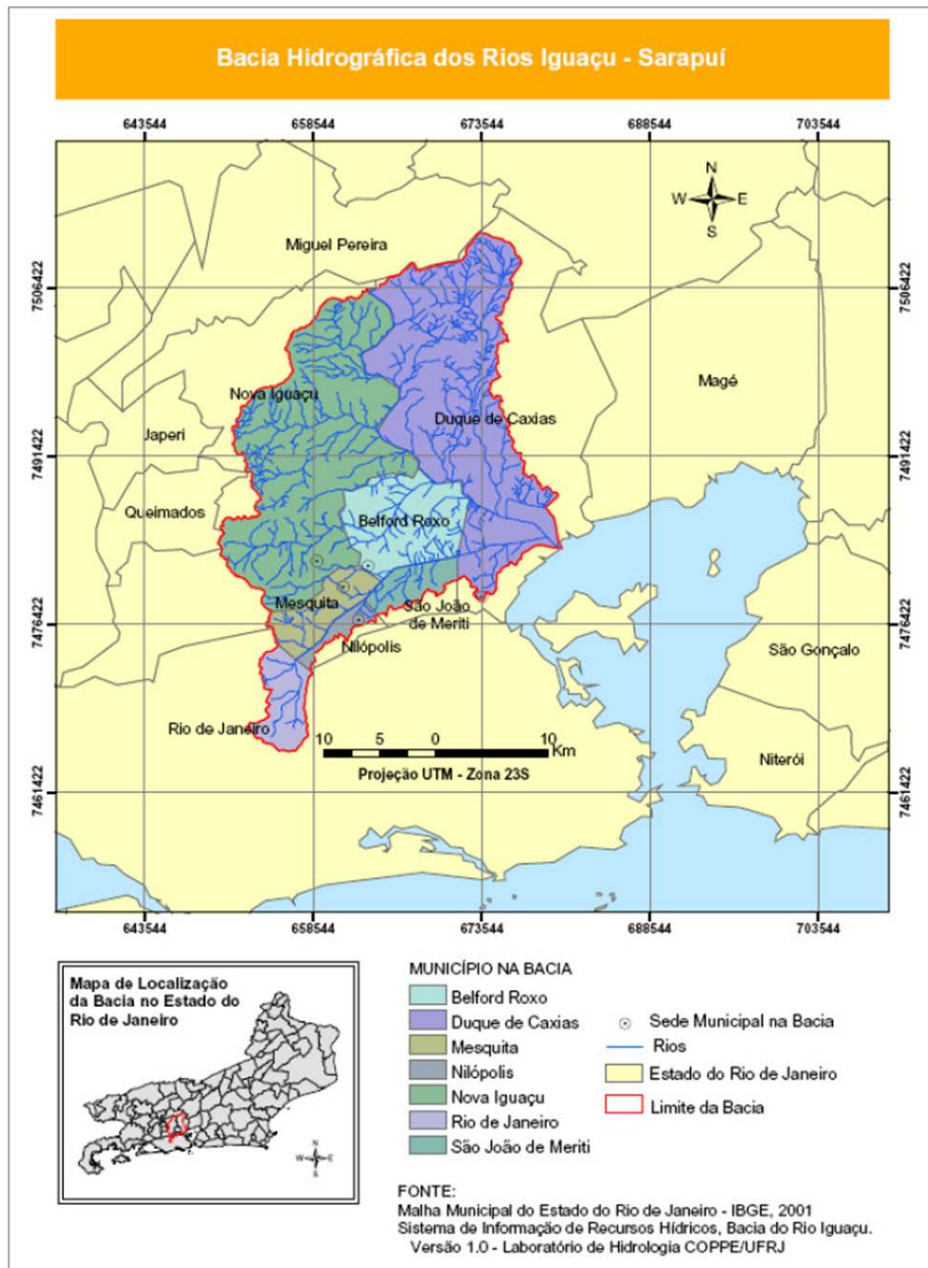 Bacia Hidrográfica dos Rios Iguaçu - Sarapuí
643544 658544 673544 688544 703544
N
W E
S
Miguel Pereira
7506422 7506422
Magé
Nova Iguaçu
Duque de Caxias
Japeri
7491422 7491422
Queimados
Belford Roxo
Mesquita
São João
de Meriti
7476422 7476422
Nilópolis
São Gonçalo
Rio de Janeiro
10 5 0 10
Km
Projeção UTM - Zona 23S
Niterói
7461422 7461422
643544 658544 673544 688544 703544
Mapa de Localização
da Bacia no Estado do
Rio de Janeiro
N
W E
S
MUNICÍPIO NA BACIA
Belford Roxo
Duque de Caxias
Mesquita
Nilópolis
Nova Iguaçu
Rio de Janeiro
São João de Meriti
Sede Municipal na Bacia
Rios
Estado do Rio de Janeiro
Limite da Bacia
FONTE:
Malha Municipal do Estado do Rio de Janeiro - IBGE, 2001
Sistema de Informação de Recursos Hídricos, Bacia do Rio Iguaçu.
Versão 1.0 - Laboratório de Hidrologia COPPE/UFRJ